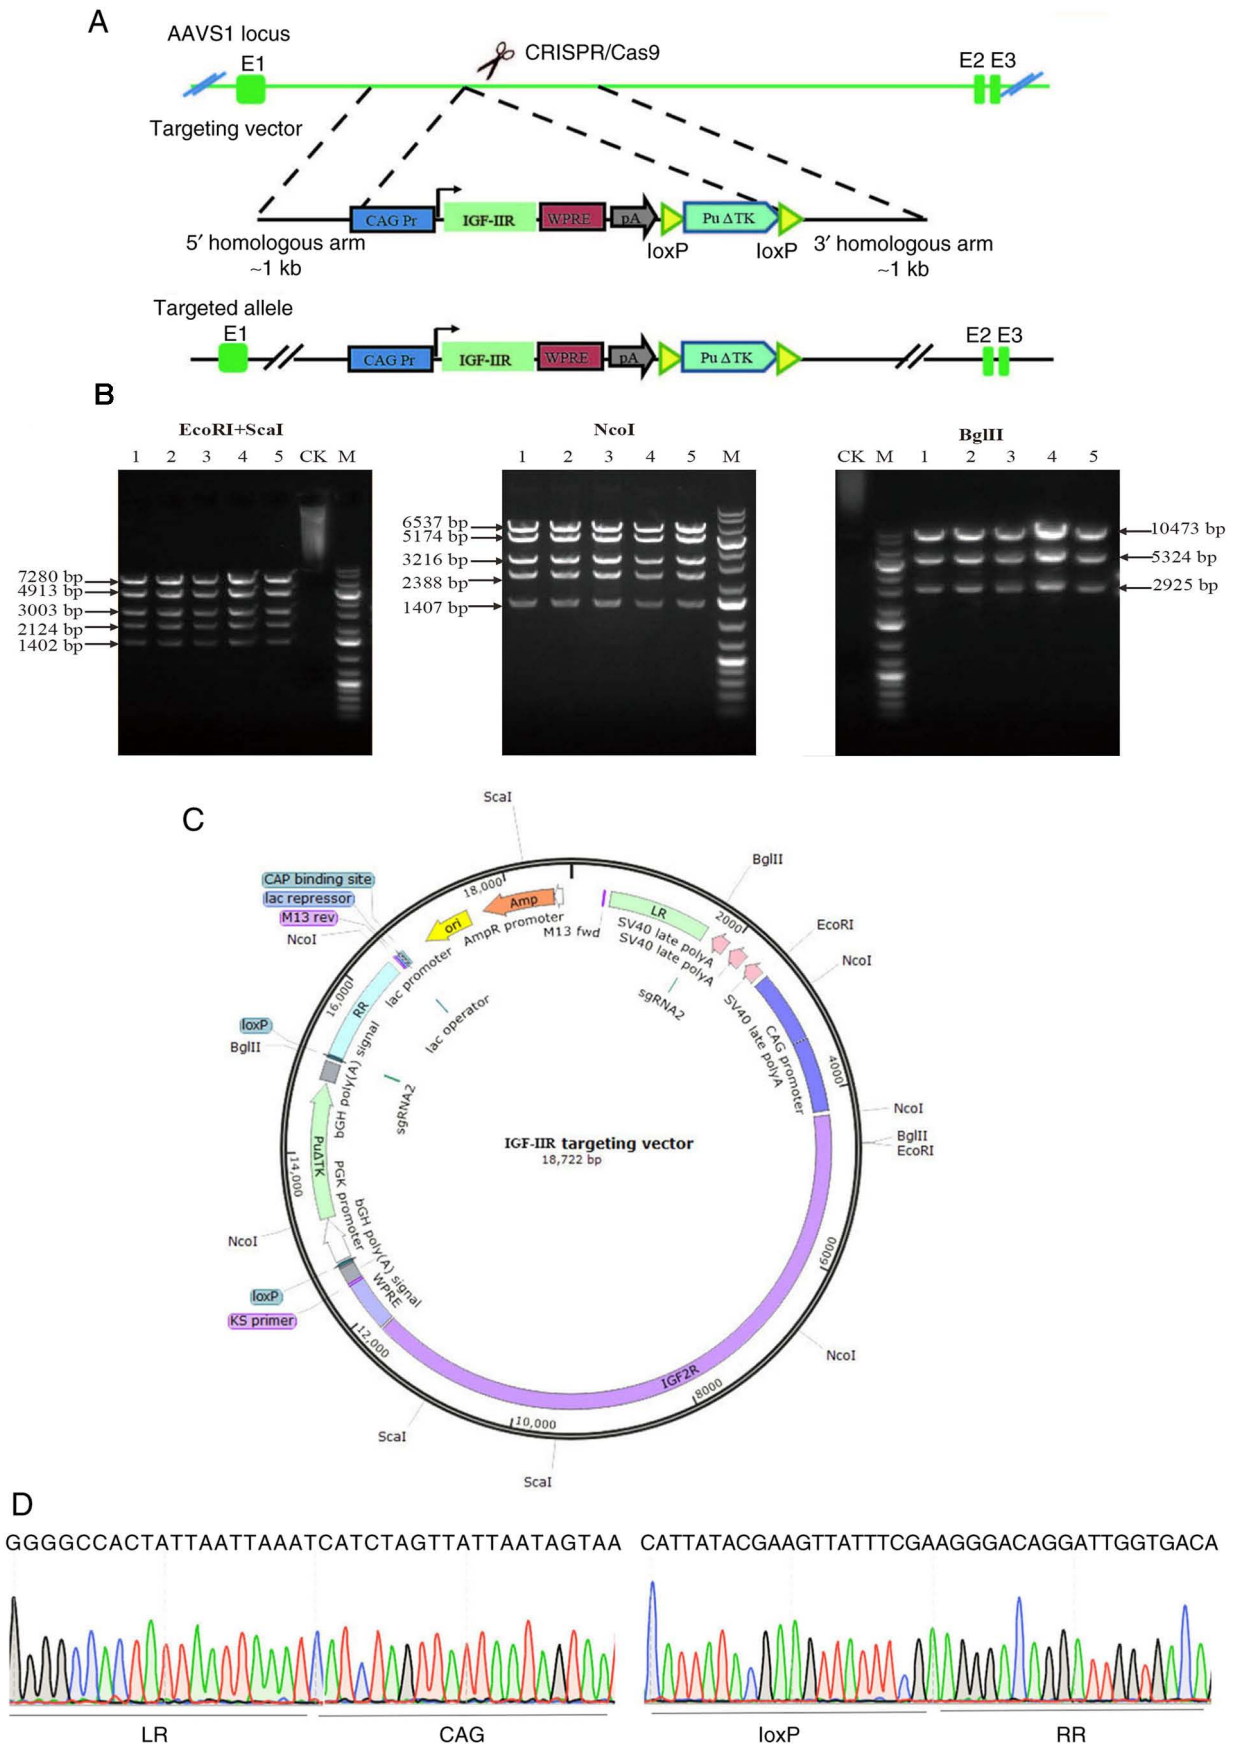 A
AAVS1 locus
E1
CRISPR/Cas9
E2 E3
Targeting vector
CAG Pr
IGF-IIR
WPRE
pA
Pu ΔTK
loxP
loxP
5′ homologous arm
~1 kb
3′ homologous arm
~1 kb
Targeted allele
E1
E2 E3
CAG Pr
IGF-IIR
WPRE
pA
Pu ΔTK
B
EcoRI+ScaI
1 2 3 4 5 CK M
7280 bp
4913 bp
3003 bp
2124 bp
1402 bp
NcoI
1 2 3 4 5 M
6537 bp
5174 bp
3216 bp
2388 bp
1407 bp
BglII
CK M 1 2 3 4 5
10473 bp
5324 bp
2925 bp
C
ScaI
BglII
EcoRI
NcoI
NcoI
BglII
EcoRI
NcoI
ScaI
ScaI
KS primer
loxP
NcoI
BglII
loxP
NcoI
M13 rev
lac repressor
CAP binding site
18,000
2000
4000
6000
8000
10,000
12,000
14,000
16,000
Amp
AmpR promoter
M13 fwd
LR
SV40 late polyA
SV40 late polyA
SV40 late polyA
sgRNA2
CAG promoter
IGF2R
WPRE
bGH poly(A) signal
PGK promoter
PuΔTK
bGH poly(A) signal
RR
lac promoter
lac operator
sgRNA2
ori
IGF-IIR targeting vector
18,722 bp
D
GGGGCCACTATTAATTAAATCATCTAGTTATTAATAGTAA
CATTATACGAAGTTATTTCGAAGGGACAGGATTGGTGACA
LR
CAG
loxP
RR